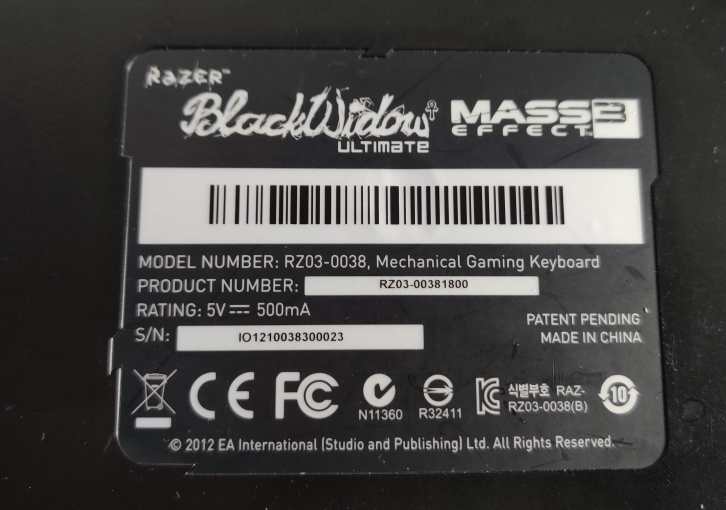 RAZER™
BlackWidow ULTIMATE
MASS EFFECT™ 3
MODEL NUMBER: RZ03-0038, Mechanical Gaming Keyboard
PRODUCT NUMBER: RZ03-00381800
RATING: 5V⎓500mA
S/N: IO1210038300023
PATENT PENDING
MADE IN CHINA
CE FC N11360 R32411 식별부호 RAZ-RZ03-0038(B) 10
© 2012 EA International (Studio and Publishing) Ltd. All Rights Reserved.